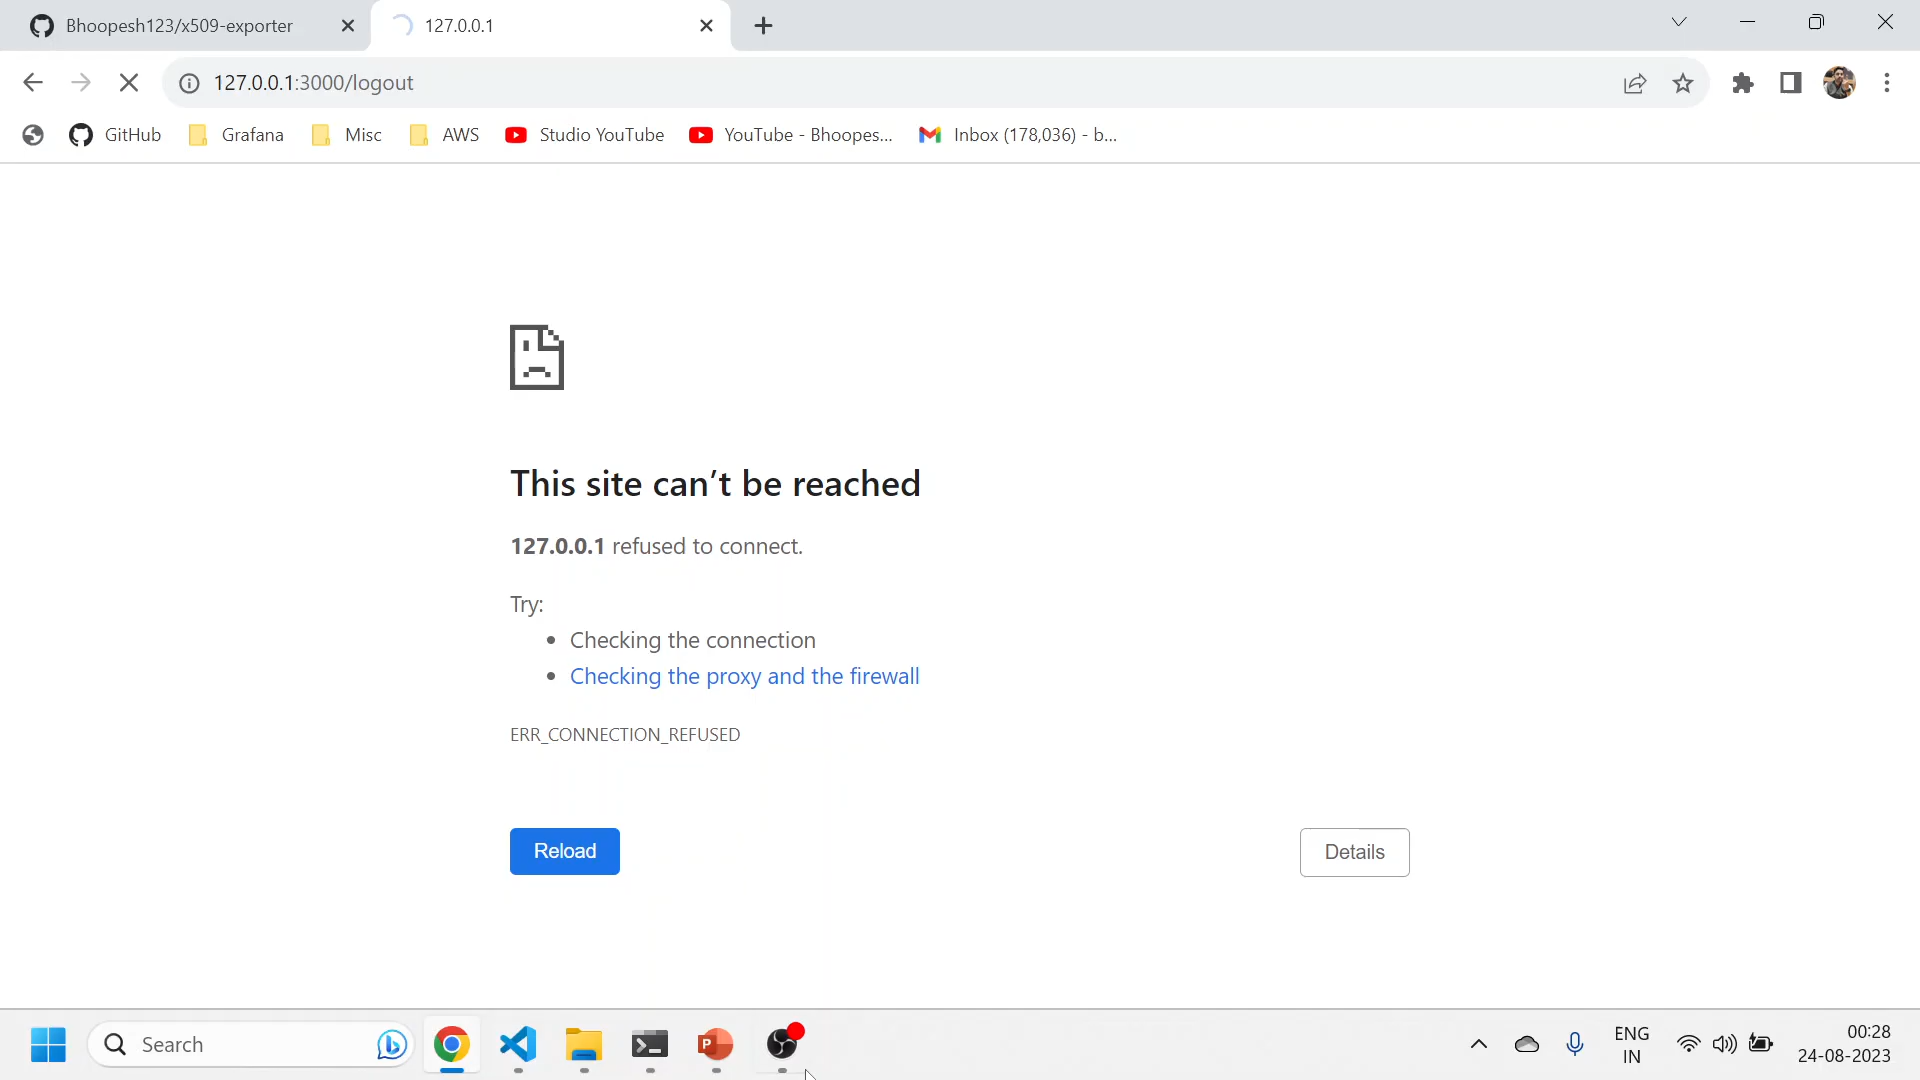 Bhoopesh123/x509-exporter
127.0.0.1
127.0.0.1:3000/logout
GitHub
Grafana
Misc
AWS
Studio YouTube
YouTube - Bhoopes...
Inbox (178,036) - b...
This site can't be reached
127.0.0.1 refused to connect.
Try:
• Checking the connection
• Checking the proxy and the firewall
ERR_CONNECTION_REFUSED
Reload
Details
Search
ENG
IN
00:28
24-08-2023